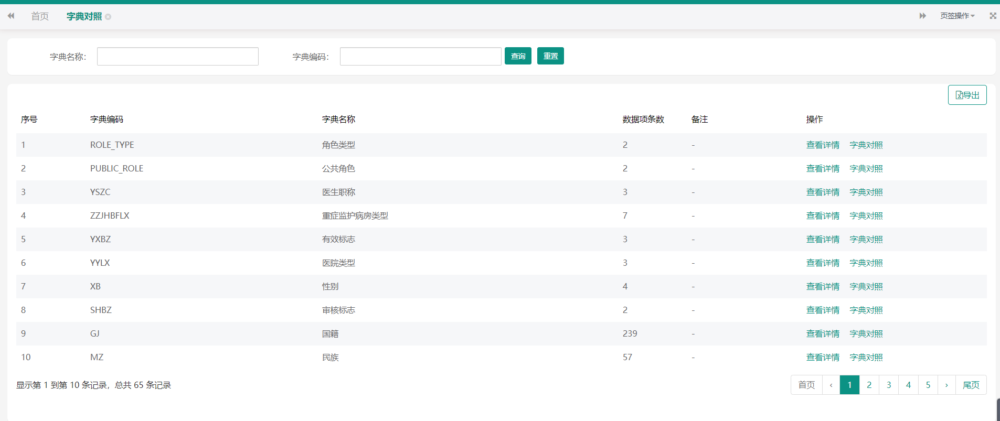 首页 字典对照 页签操作
字典名称： 字典编码： 查询 重置
导出
序号 字典编码 字典名称 数据项条数 备注 操作
1 ROLE_TYPE 角色类型 2 - 查看详情 字典对照
2 PUBLIC_ROLE 公共角色 2 - 查看详情 字典对照
3 YSZC 医生职称 3 - 查看详情 字典对照
4 ZZJHBFLX 重症监护病房类型 7 - 查看详情 字典对照
5 YXBZ 有效标志 3 - 查看详情 字典对照
6 YYLX 医院类型 3 - 查看详情 字典对照
7 XB 性别 4 - 查看详情 字典对照
8 SHBZ 审核标志 2 - 查看详情 字典对照
9 GJ 国籍 239 - 查看详情 字典对照
10 MZ 民族 57 - 查看详情 字典对照
显示第 1 到第 10 条记录，总共 65 条记录 首页 ‹ 1 2 3 4 5 › 尾页